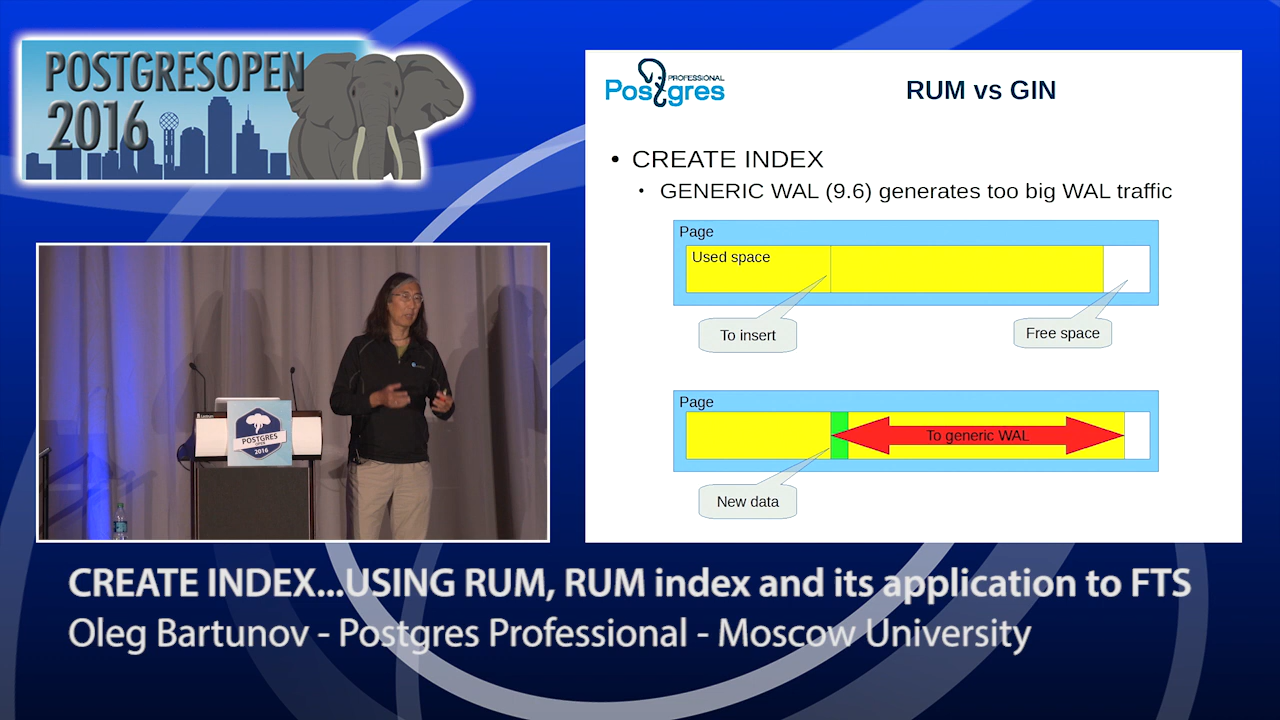 POSTGRESOPEN
2016
PROFESSIONAL
Postgres
RUM vs GIN
• CREATE INDEX
• GENERIC WAL (9.6) generates too big WAL traffic
Page
Used space
To insert
Free space
Page
To generic WAL
New data
POSTGRES
OPEN
2016
CREATE INDEX...USING RUM, RUM index and its application to FTS
Oleg Bartunov - Postgres Professional - Moscow University